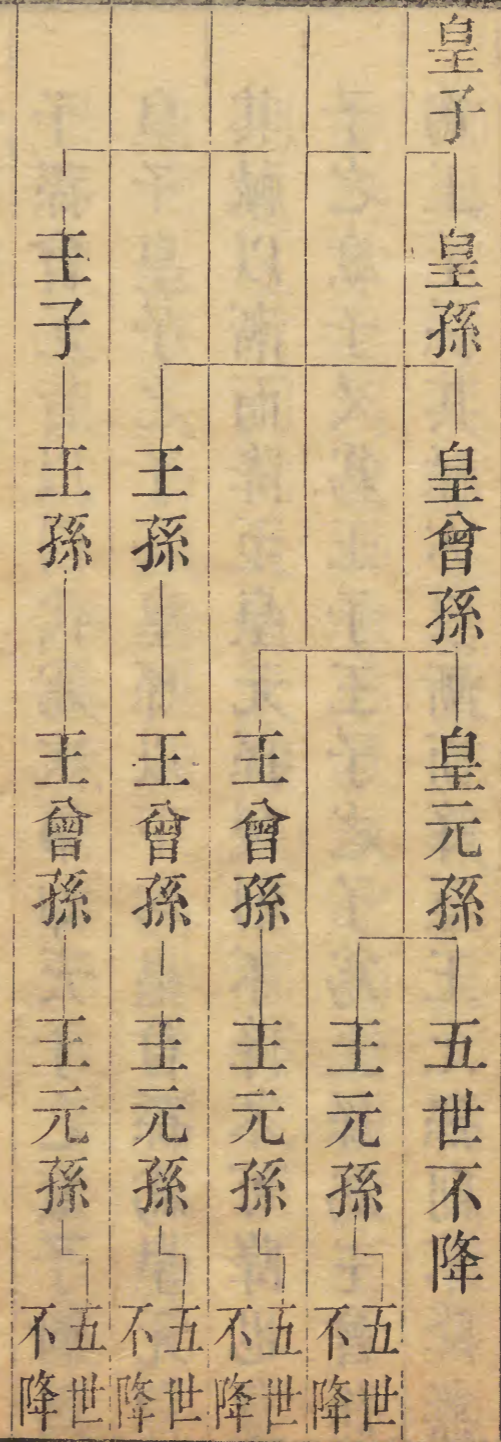 皇子 皇孫 皇曾孫 皇元孫 五世不降
王元孫 五世不降
王曾孫 王元孫 五世不降
王孫 王曾孫 王元孫 五世不降
王子 王孫 王曾孫 王元孫 五世不降